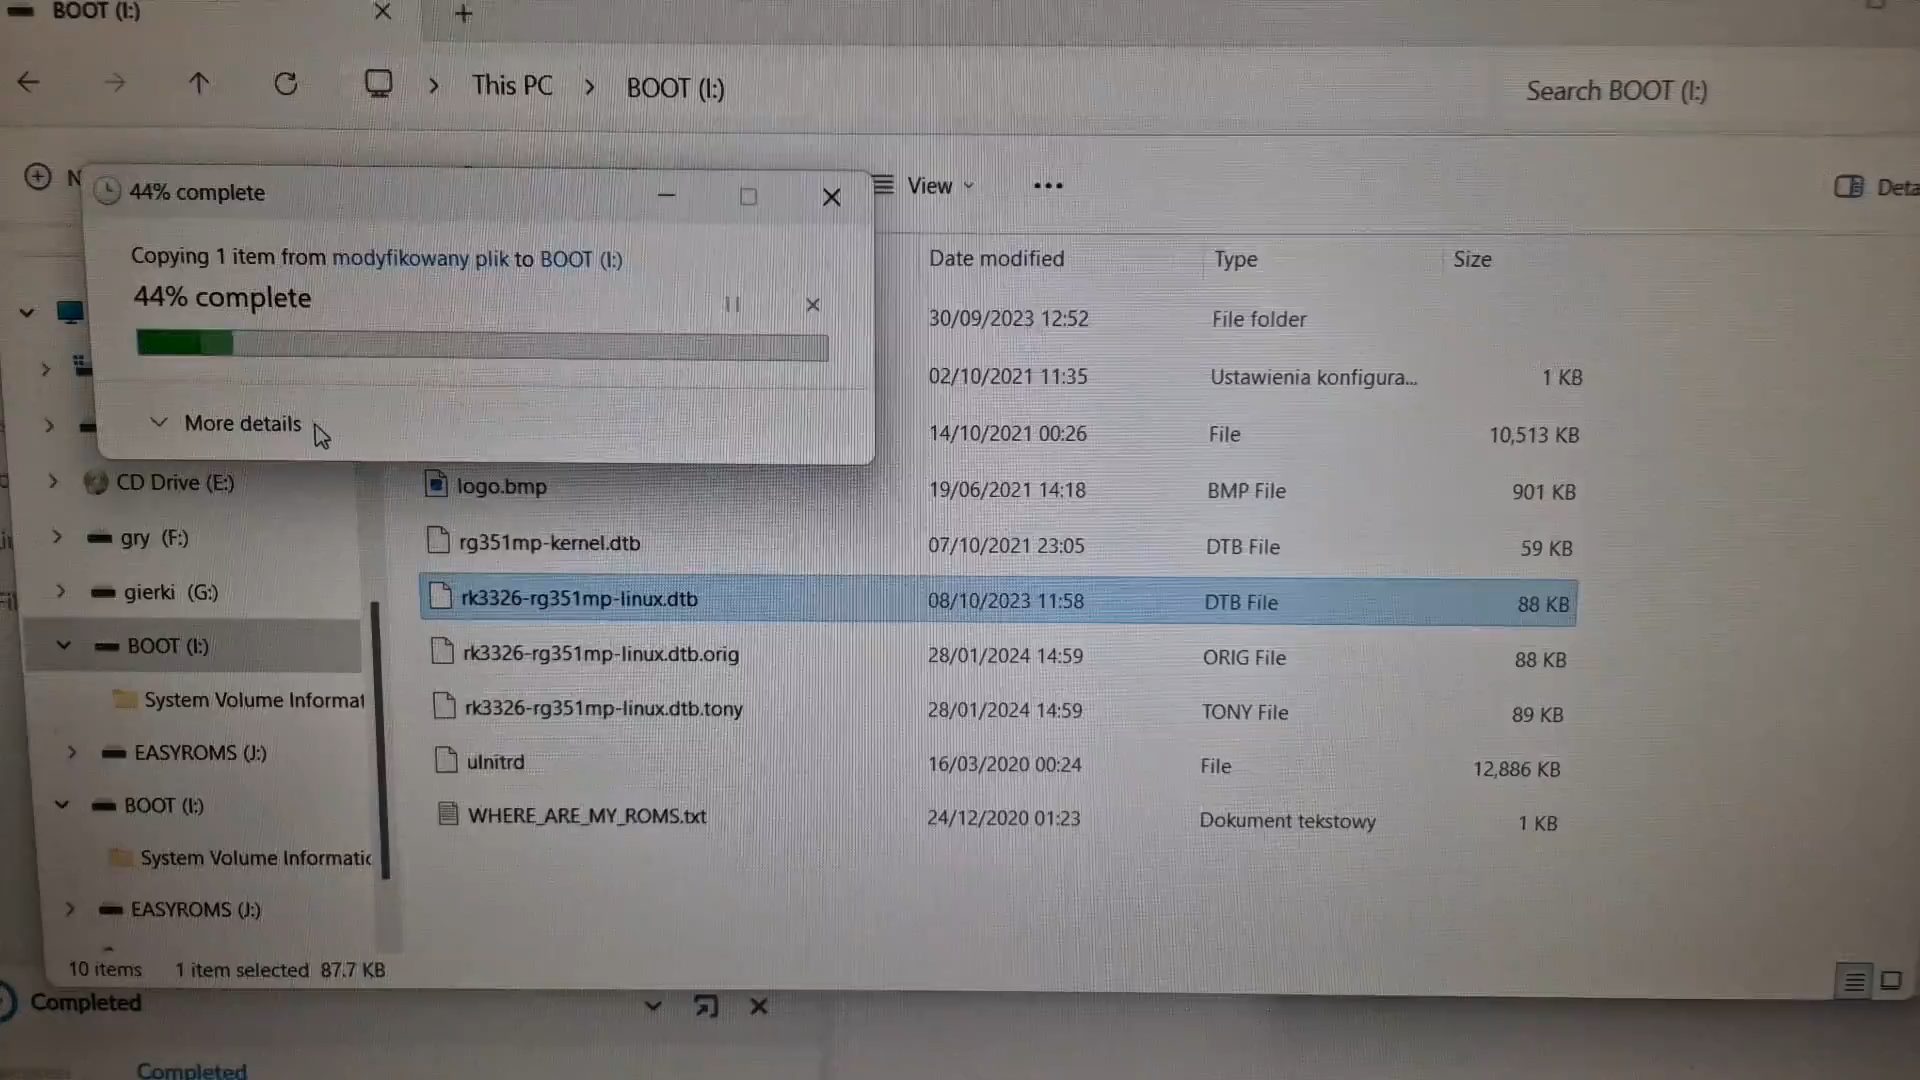 BOOT (I:)
This PC
BOOT (I:)
Search BOOT (I:)
N
44% complete
View
Deta
Copying 1 item from modyfikowany plik to BOOT (I:)
44% complete
More details
Date modified
Type
Size
30/09/2023 12:52
File folder
02/10/2021 11:35
Ustawienia konfigura...
1 KB
14/10/2021 00:26
File
10,513 KB
logo.bmp
19/06/2021 14:18
BMP File
901 KB
rg351mp-kernel.dtb
07/10/2021 23:05
DTB File
59 KB
rk3326-rg351mp-linux.dtb
08/10/2023 11:58
DTB File
88 KB
rk3326-rg351mp-linux.dtb.orig
28/01/2024 14:59
ORIG File
88 KB
rk3326-rg351mp-linux.dtb.tony
28/01/2024 14:59
TONY File
89 KB
uInitrd
16/03/2020 00:24
File
12,886 KB
WHERE_ARE_MY_ROMS.txt
24/12/2020 01:23
Dokument tekstowy
1 KB
CD Drive (E:)
gry (F:)
gierki (G:)
BOOT (I:)
System Volume Informat
EASYROMS (J:)
BOOT (I:)
System Volume Informatic
EASYROMS (J:)
10 items
1 item selected 87.7 KB
Completed
Completed